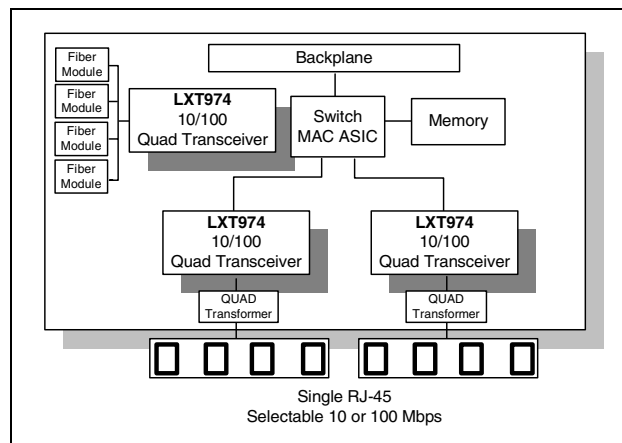 Fiber
Module
Fiber
Module
Fiber
Module
Fiber
Module
LXT974
10/100
Quad Transceiver
Backplane
Switch
MAC ASIC
Memory
LXT974
10/100
Quad Transceiver
LXT974
10/100
Quad Transceiver
QUAD
Transformer
QUAD
Transformer
Single RJ-45
Selectable 10 or 100 Mbps